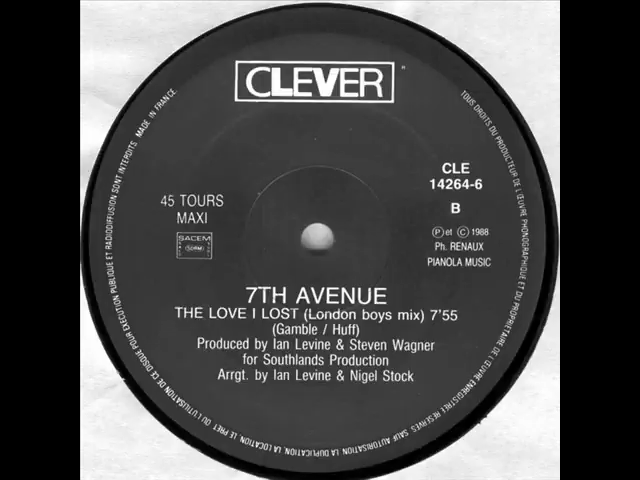 CLEVER
CLE
14264-6
B
℗ et © 1988
Ph. RENAUX
PIANOLA MUSIC
45 TOURS
MAXI
SACEM
SDRM
7TH AVENUE
THE LOVE I LOST (London boys mix) 7'55
(Gamble / Huff)
Produced by Ian Levine & Steven Wagner
for Southlands Production
Arrgt. by Ian Levine & Nigel Stock
TOUS DROITS DU PRODUCTEUR DE L'ŒUVRE PHONOGRAPHIQUE ET DU PROPRIETAIRE DE L'ŒUVRE ENREGISTREE RESERVES. SAUF AUTORISATION LA DUPLICATION, LA LOCATION, LE PRET OU L'UTILISATION DE CE DISQUE POUR EXECUTION PUBLIQUE ET RADIODIFFUSION SONT INTERDITS. MADE IN FRANCE.